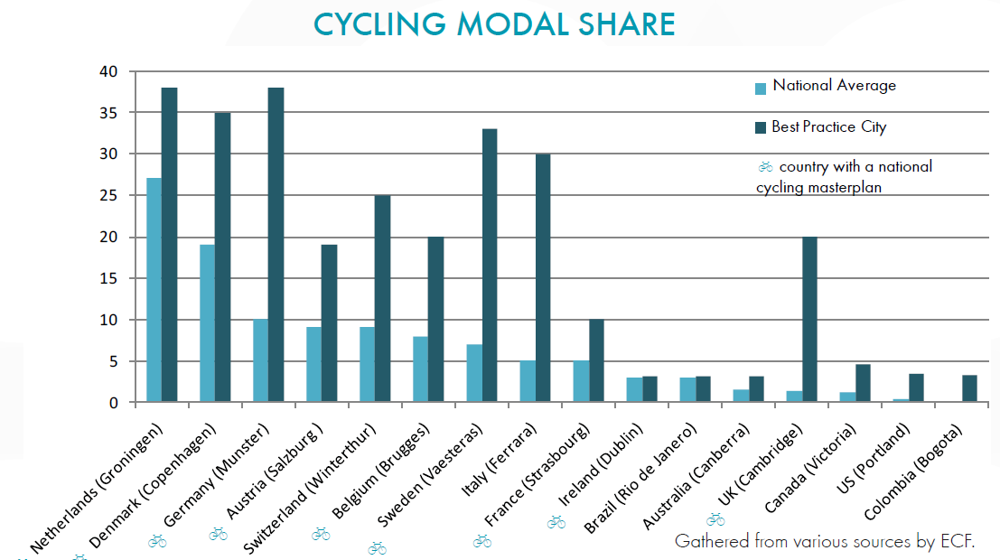 CYCLING MODAL SHARE
40
35
30
25
20
15
10
5
0
National Average
Best Practice City
country with a national
cycling masterplan
Netherlands (Groningen)
Denmark (Copenhagen)
Germany (Munster)
Austria (Salzburg )
Switzerland (Winterthur)
Belgium (Brugges)
Sweden (Vaesteras)
Italy (Ferrara)
France (Strasbourg)
Ireland (Dublin)
Brazil (Rio de Janero)
Australia (Canberra)
UK (Cambridge)
Canada (Victoria)
US (Portland)
Colombia (Bogota)
Gathered from various sources by ECF.